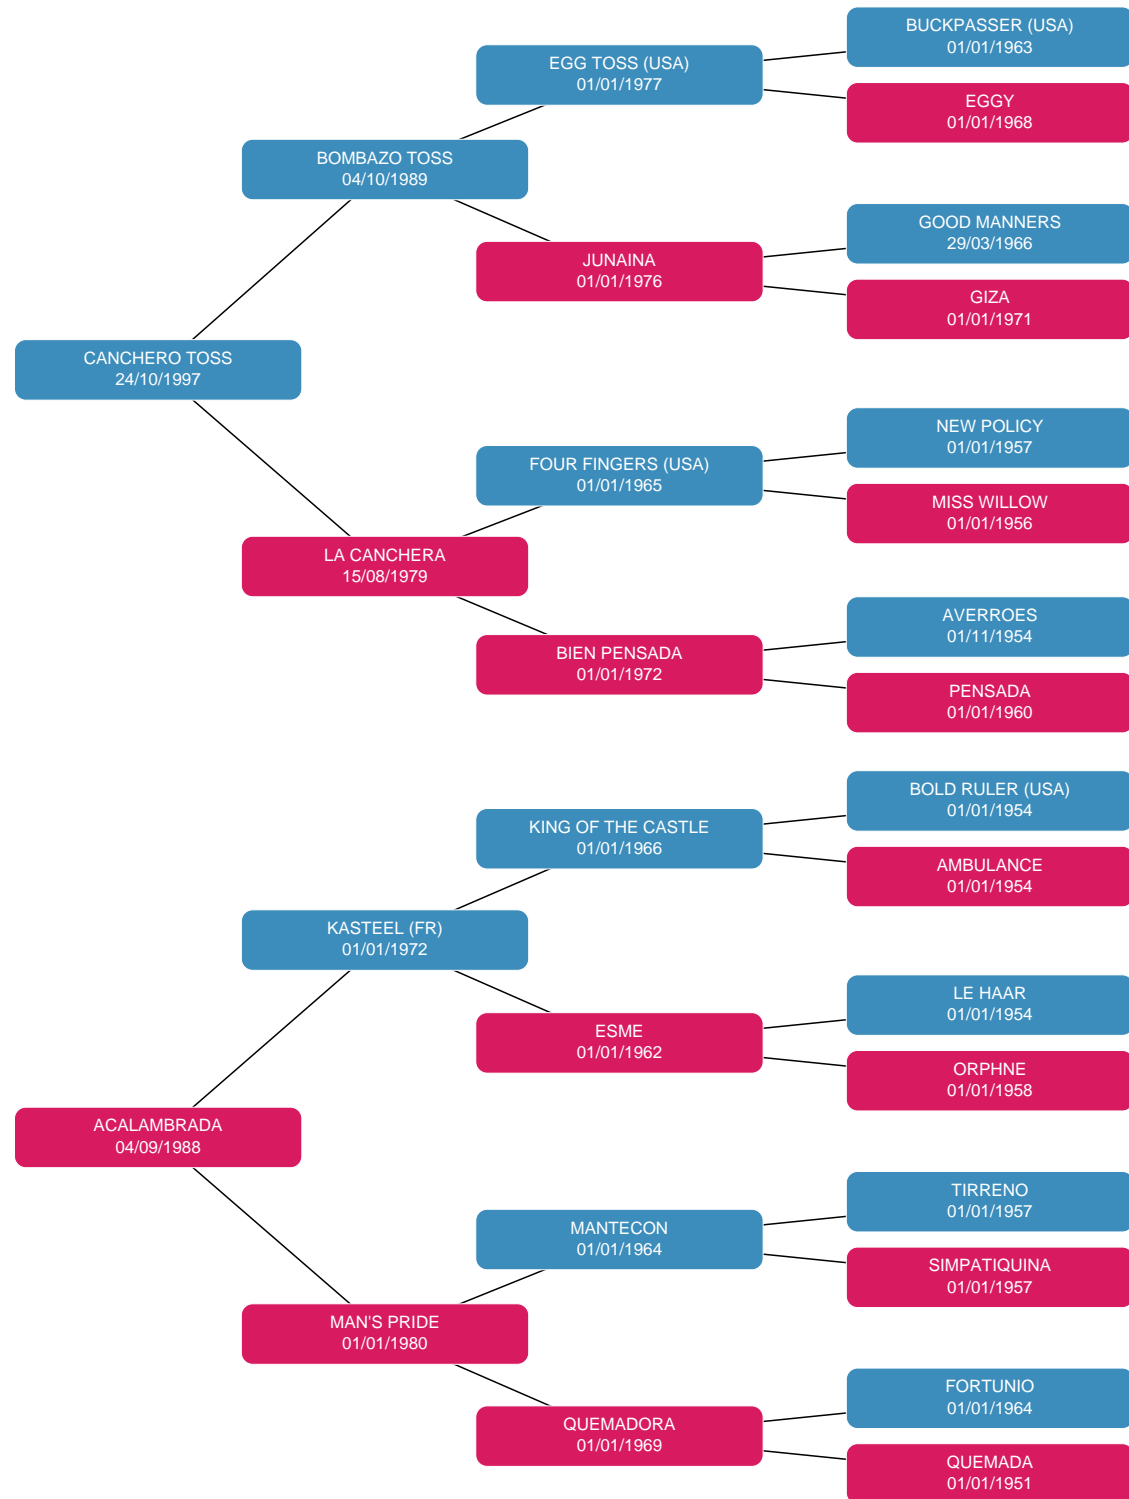 BUCKPASSER (USA)
01/01/1963
EGG TOSS (USA)
01/01/1977
EGGY
01/01/1968
BOMBAZO TOSS
04/10/1989
GOOD MANNERS
29/03/1966
JUNAINA
01/01/1976
GIZA
01/01/1971
CANCHERO TOSS
24/10/1997
NEW POLICY
01/01/1957
FOUR FINGERS (USA)
01/01/1965
MISS WILLOW
01/01/1956
LA CANCHERA
15/08/1979
AVERROES
01/11/1954
BIEN PENSADA
01/01/1972
PENSADA
01/01/1960
BOLD RULER (USA)
01/01/1954
KING OF THE CASTLE
01/01/1966
AMBULANCE
01/01/1954
KASTEEL (FR)
01/01/1972
LE HAAR
01/01/1954
ESME
01/01/1962
ORPHNE
01/01/1958
ACALAMBRADA
04/09/1988
TIRRENO
01/01/1957
MANTECON
01/01/1964
SIMPATIQUINA
01/01/1957
MAN'S PRIDE
01/01/1980
FORTUNIO
01/01/1964
QUEMADORA
01/01/1969
QUEMADA
01/01/1951